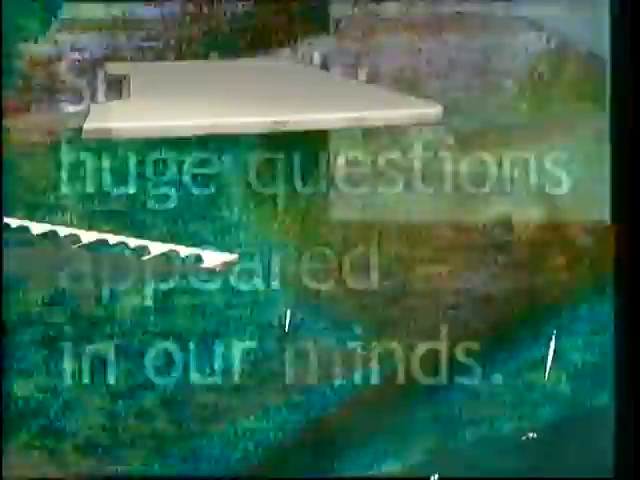 huge questions
appeared
in our minds.